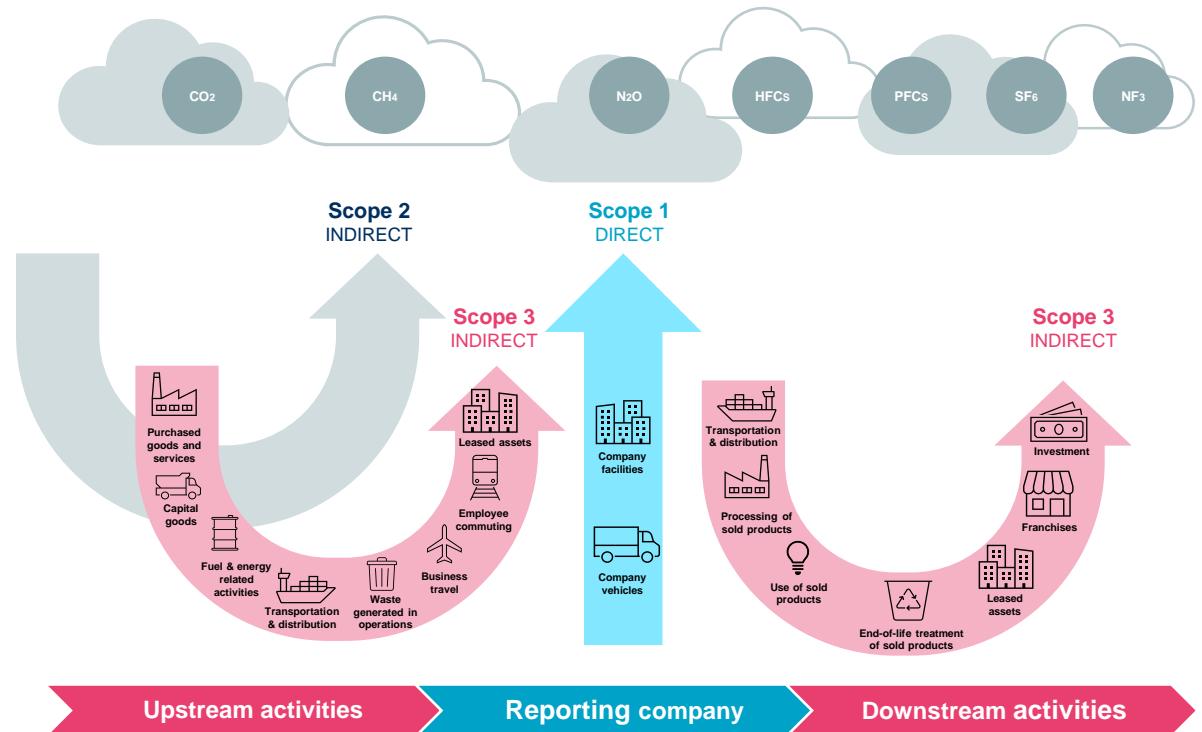 CO2
CH4
N2O
HFCS
PFCS
SF6
NF3
Scope 2
INDIRECT
Scope 1
DIRECT
Scope 3
INDIRECT
Scope 3
INDIRECT
Purchased
goods and
services
Capital
goods
Fuel & energy
related
activities
Transportation
& distribution
Waste
generated in
operations
Business
travel
Employee
commuting
Leased assets
Company
facilities
Company
vehicles
Transportation
& distribution
Processing of
sold products
Use of sold
products
End-of-life treatment
of sold products
Leased
assets
Franchises
Investment
Upstream activities
Reporting company
Downstream activities